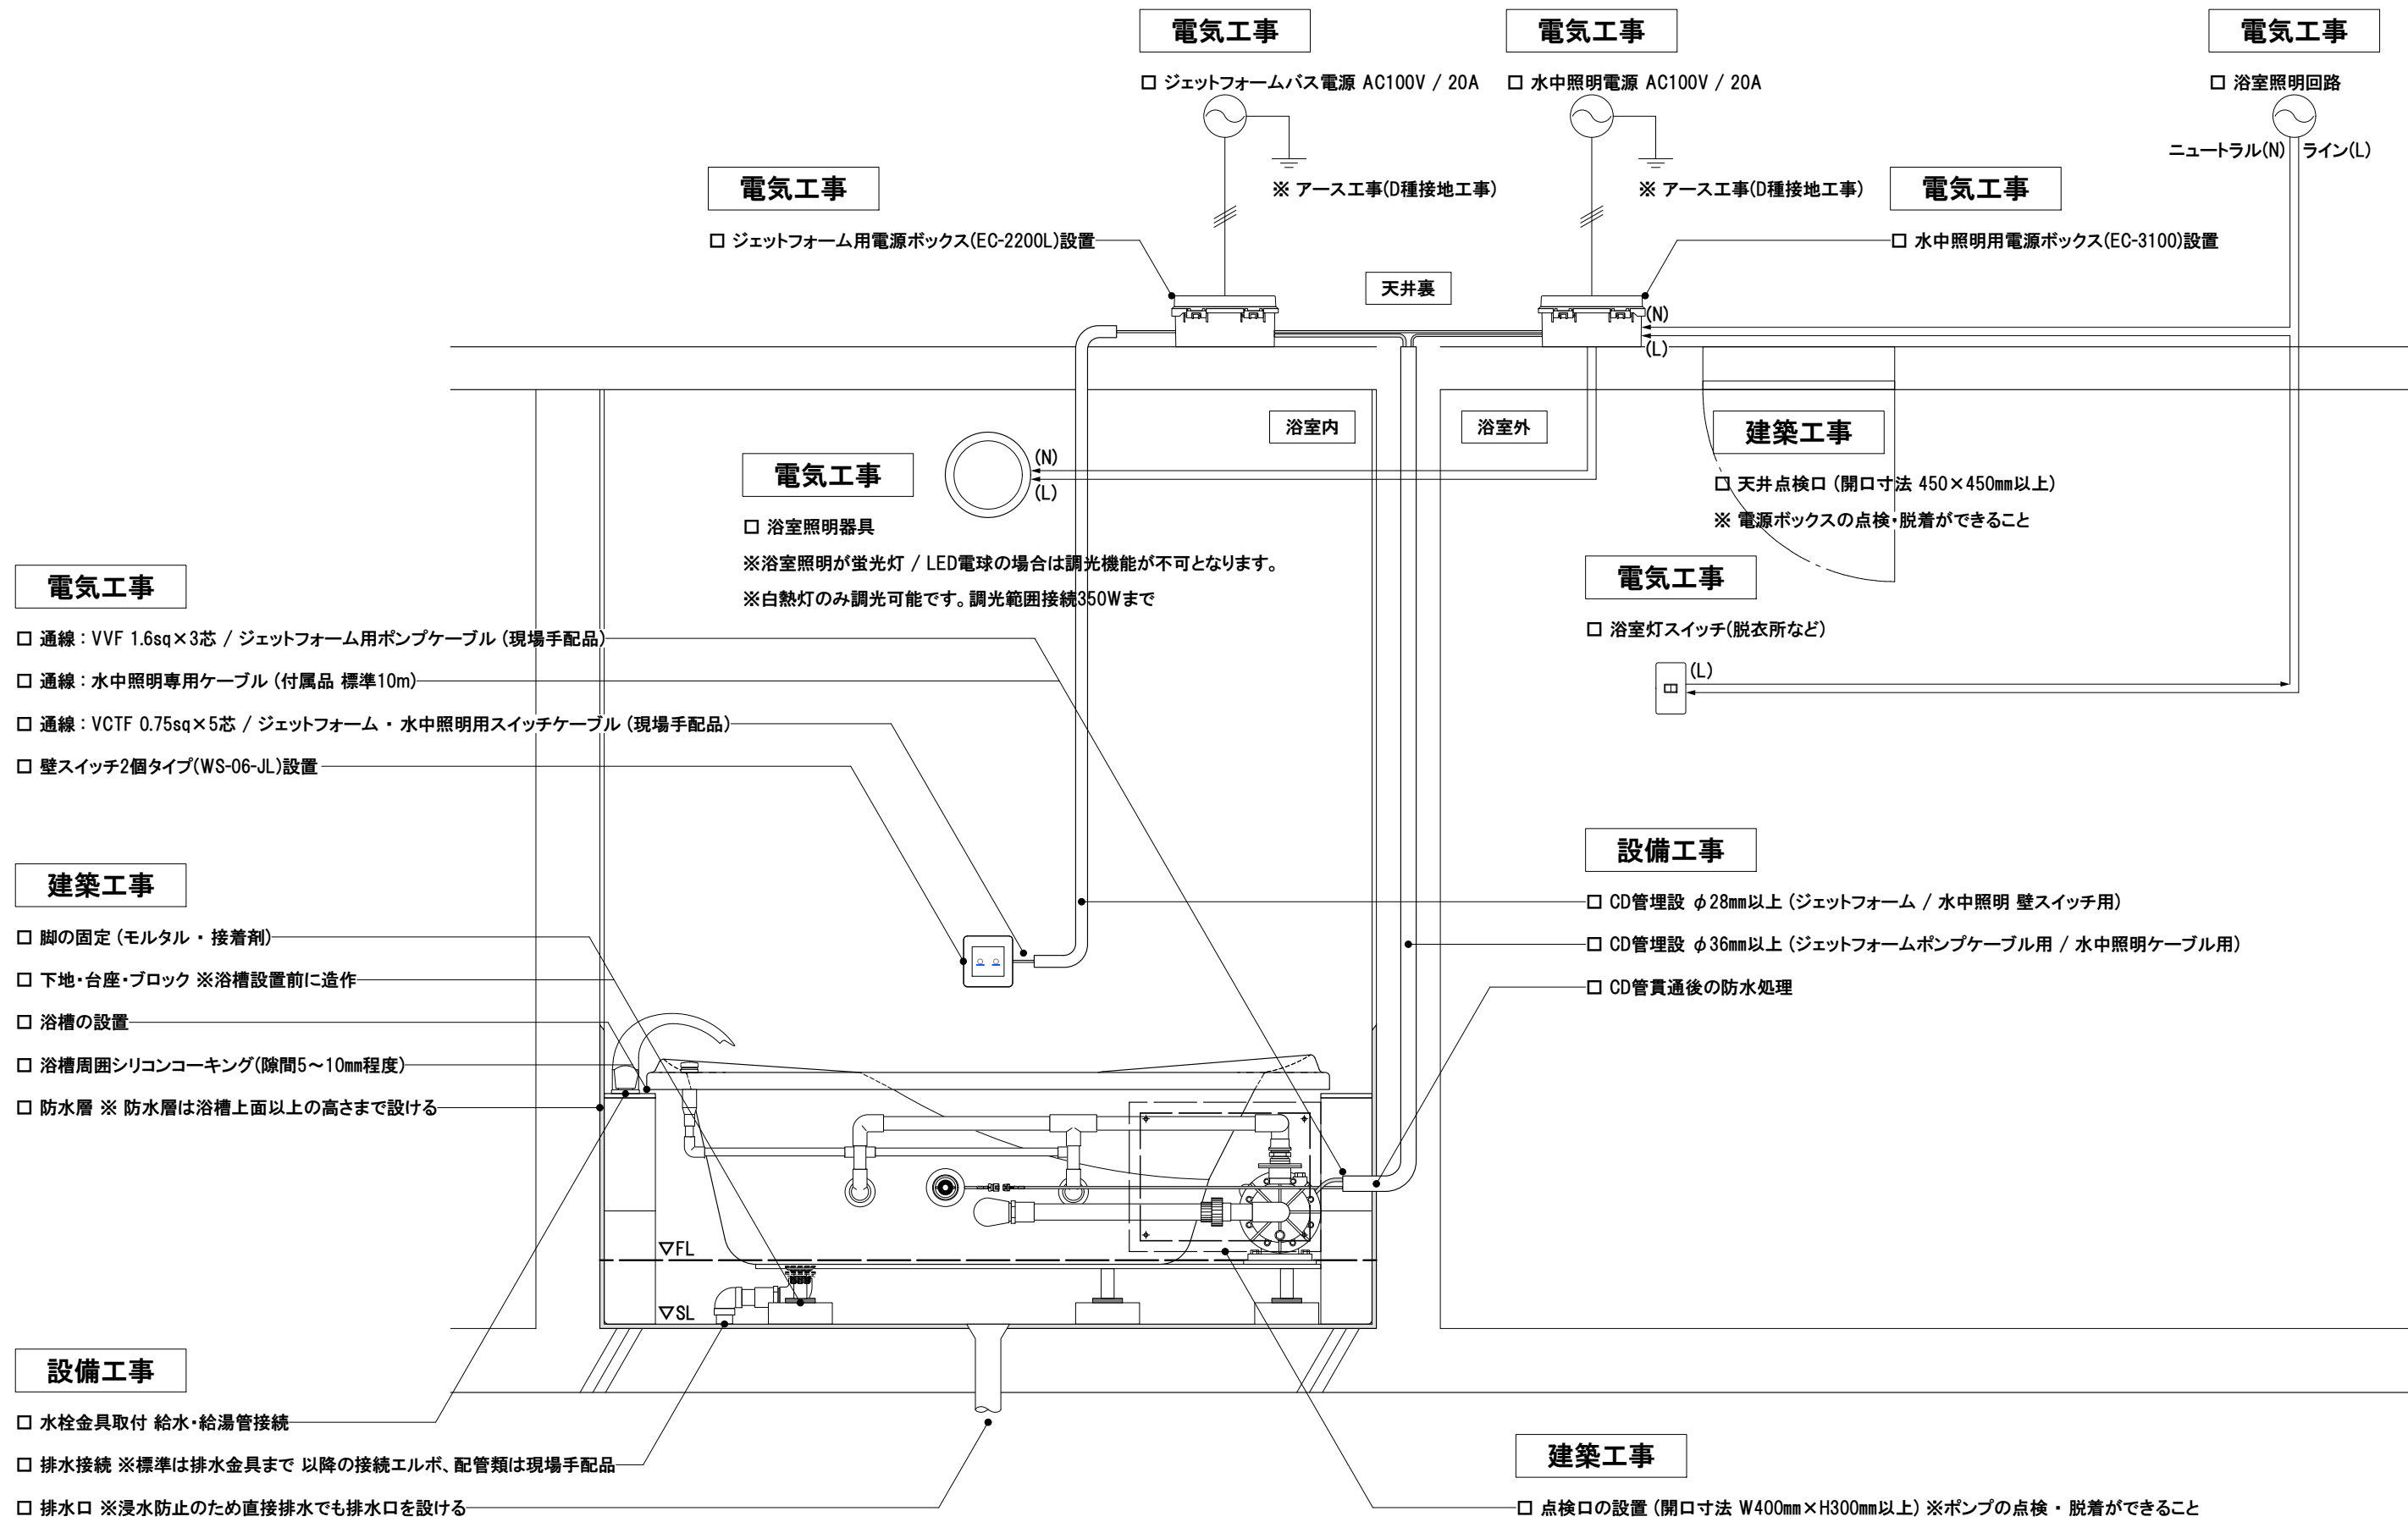 電気工事
□ ジェットフォームバス電源 AC100V / 20A
※ アース工事(D種接地工事)
電気工事
□ 水中照明電源 AC100V / 20A
※ アース工事(D種接地工事)
電気工事
□ 浴室照明回路
ニュートラル(N)
ライン(L)
電気工事
□ ジェットフォーム用電源ボックス(EC-2200L)設置
電気工事
□ 水中照明用電源ボックス(EC-3100)設置
天井裏
(N)
(L)
浴室内
浴室外
電気工事
(N)
(L)
□ 浴室照明器具
※浴室照明が蛍光灯 / LED電球の場合は調光機能が不可となります。
※白熱灯のみ調光可能です。調光範囲接続350Wまで
建築工事
□ 天井点検口 (開口寸法 450×450mm以上)
※ 電源ボックスの点検・脱着ができること
電気工事
□ 浴室灯スイッチ(脱衣所など)
(L)
電気工事
□ 通線：VVF 1.6sq×3芯 / ジェットフォーム用ポンプケーブル (現場手配品)
□ 通線：水中照明専用ケーブル (付属品 標準10m)
□ 通線：VCTF 0.75sq×5芯 / ジェットフォーム ・ 水中照明用スイッチケーブル (現場手配品)
□ 壁スイッチ2個タイプ(WS-06-JL)設置
建築工事
□ 脚の固定 (モルタル ・ 接着剤)
□ 下地・台座・ブロック ※浴槽設置前に造作
□ 浴槽の設置
□ 浴槽周囲シリコンコーキング(隙間5～10mm程度)
□ 防水層 ※ 防水層は浴槽上面以上の高さまで設ける
設備工事
□ CD管埋設 φ28mm以上 (ジェットフォーム / 水中照明 壁スイッチ用)
□ CD管埋設 φ36mm以上 (ジェットフォームポンプケーブル用 / 水中照明ケーブル用)
□ CD管貫通後の防水処理
▽FL
▽SL
設備工事
□ 水栓金具取付 給水・給湯管接続
□ 排水接続 ※標準は排水金具まで 以降の接続エルボ、配管類は現場手配品
□ 排水口 ※浸水防止のため直接排水でも排水口を設ける
建築工事
□ 点検口の設置 (開口寸法 W400mm×H300mm以上) ※ポンプの点検 ・ 脱着ができること